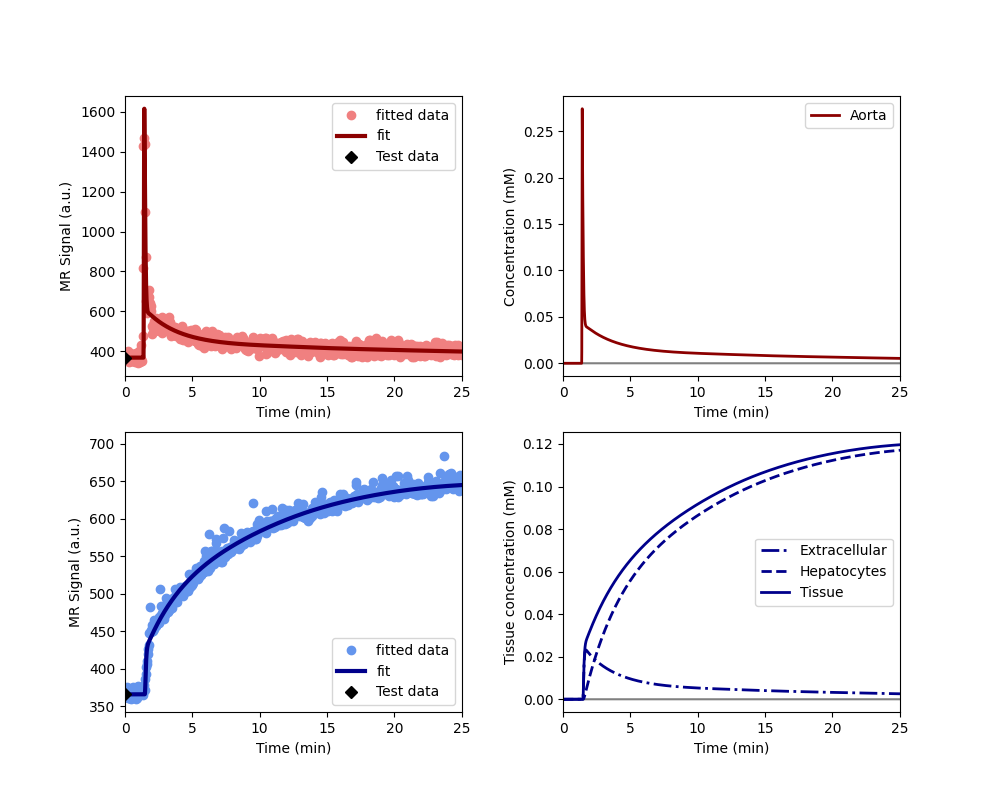 1600
1400
1200
1000
800
600
400
MR Signal (a.u.)
0 5 10 15 20 25
Time (min)
fitted data
fit
Test data
0.25
0.20
0.15
0.10
0.05
0.00
Concentration (mM)
0 5 10 15 20 25
Time (min)
Aorta
700
650
600
550
500
450
400
350
MR Signal (a.u.)
0 5 10 15 20 25
Time (min)
fitted data
fit
Test data
0.12
0.10
0.08
0.06
0.04
0.02
0.00
Tissue concentration (mM)
0 5 10 15 20 25
Time (min)
Extracellular
Hepatocytes
Tissue